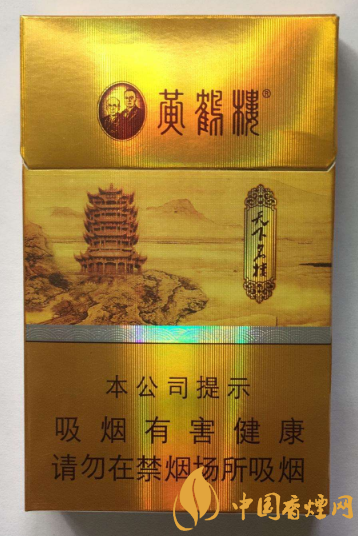 黄鹤楼®
天下名楼
本公司提示
吸烟有害健康
请勿在禁烟场所吸烟
中国香烟网